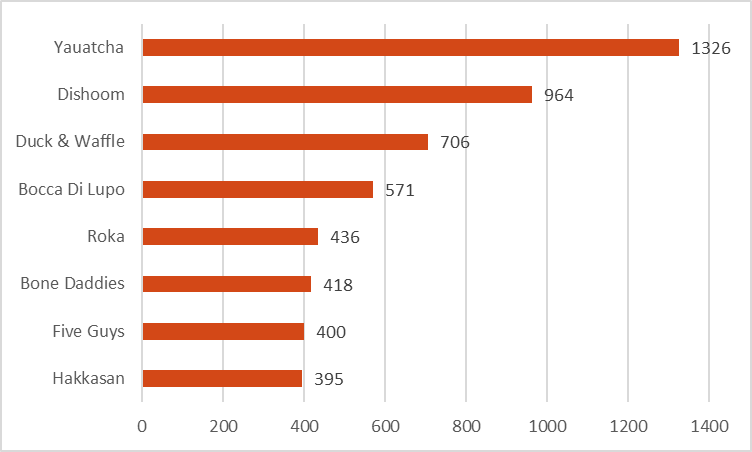 Yauatcha 1326
Dishoom 964
Duck & Waffle 706
Bocca Di Lupo 571
Roka 436
Bone Daddies 418
Five Guys 400
Hakkasan 395
0 200 400 600 800 1000 1200 1400